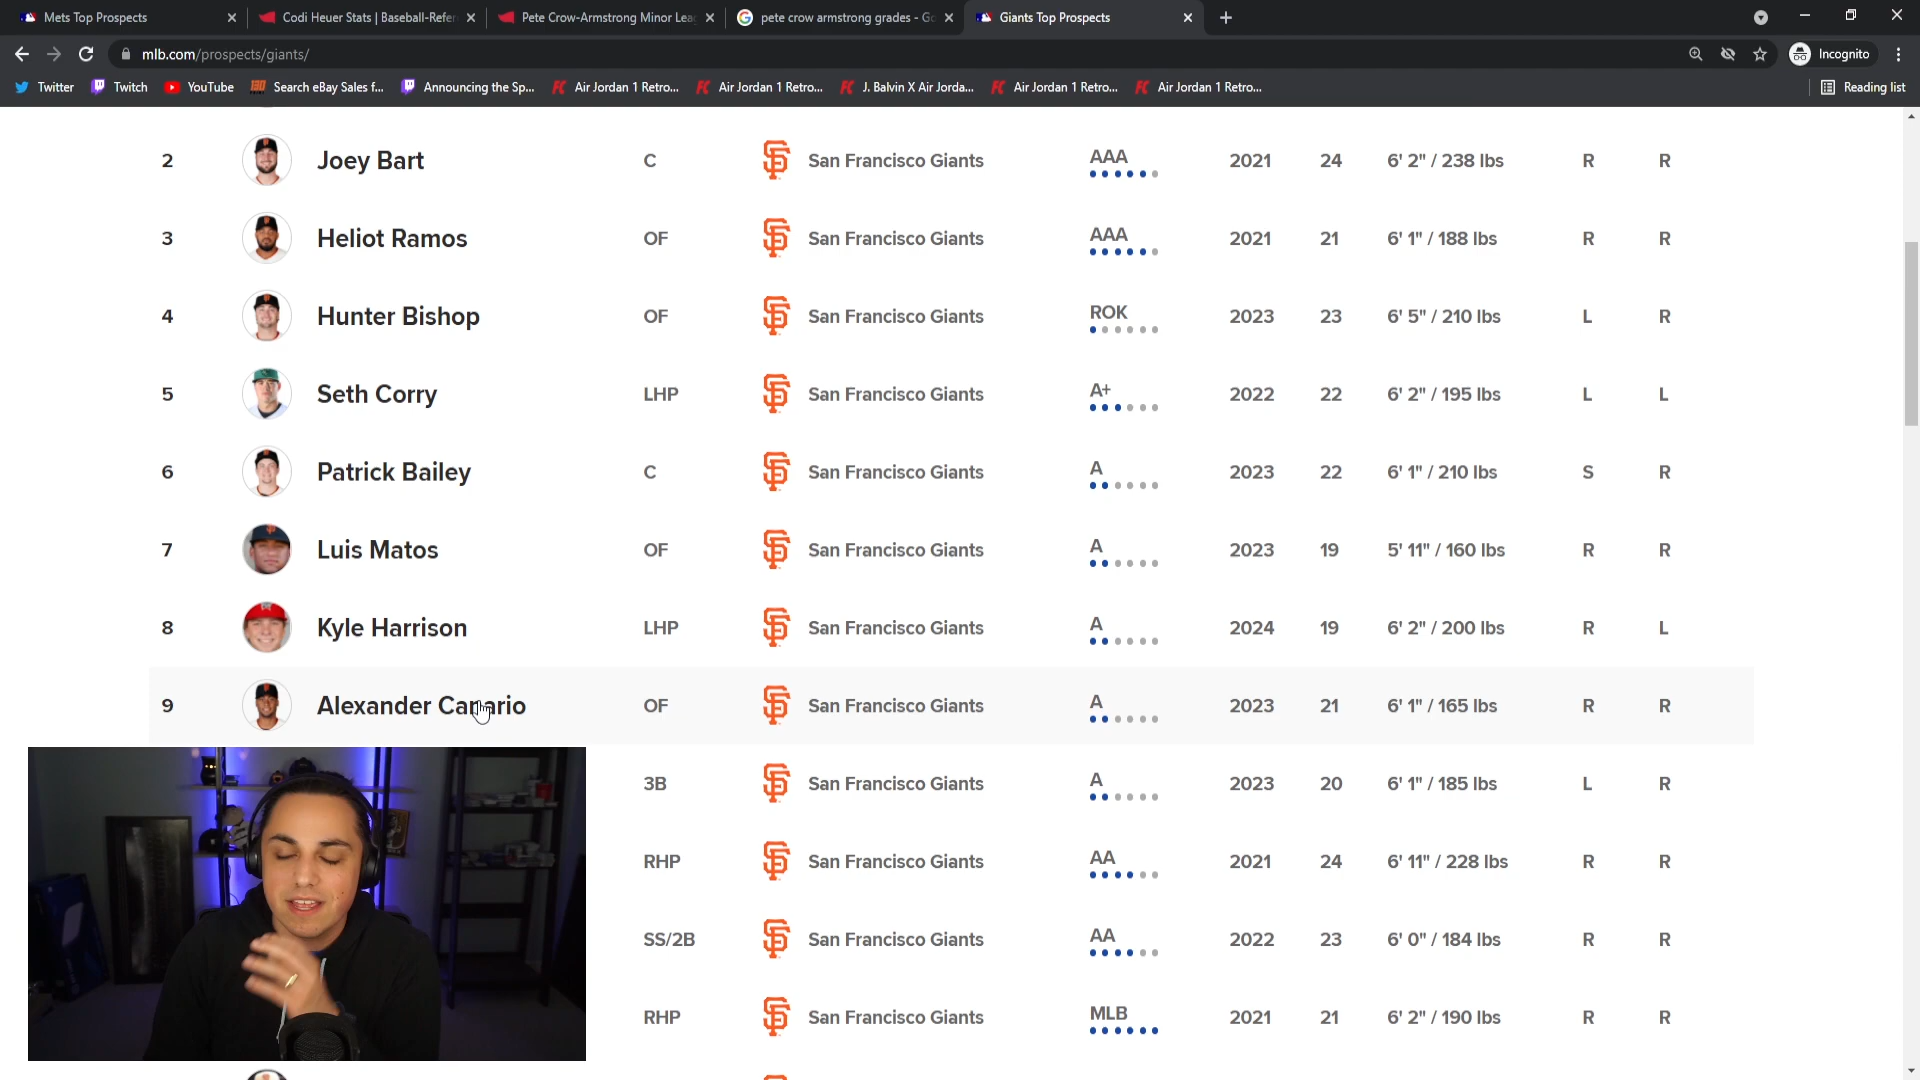 Mets Top Prospects
Codi Heuer Stats | Baseball-Refer
Pete Crow-Armstrong Minor Lea
pete crow armstrong grades - Go
Giants Top Prospects
mlb.com/prospects/giants/
Incognito
Twitter
Twitch
YouTube
Search eBay Sales f...
Announcing the Sp...
Air Jordan 1 Retro...
Air Jordan 1 Retro...
J. Balvin X Air Jorda...
Air Jordan 1 Retro...
Air Jordan 1 Retro...
Reading list
2 Joey Bart C San Francisco Giants AAA 2021 24 6' 2" / 238 lbs R R
3 Heliot Ramos OF San Francisco Giants AAA 2021 21 6' 1" / 188 lbs R R
4 Hunter Bishop OF San Francisco Giants ROK 2023 23 6' 5" / 210 lbs L R
5 Seth Corry LHP San Francisco Giants A+ 2022 22 6' 2" / 195 lbs L L
6 Patrick Bailey C San Francisco Giants A 2023 22 6' 1" / 210 lbs S R
7 Luis Matos OF San Francisco Giants A 2023 19 5' 11" / 160 lbs R R
8 Kyle Harrison LHP San Francisco Giants A 2024 19 6' 2" / 200 lbs R L
9 Alexander Canario OF San Francisco Giants A 2023 21 6' 1" / 165 lbs R R
3B San Francisco Giants A 2023 20 6' 1" / 185 lbs L R
RHP San Francisco Giants AA 2021 24 6' 11" / 228 lbs R R
SS/2B San Francisco Giants AA 2022 23 6' 0" / 184 lbs R R
RHP San Francisco Giants MLB 2021 21 6' 2" / 190 lbs R R